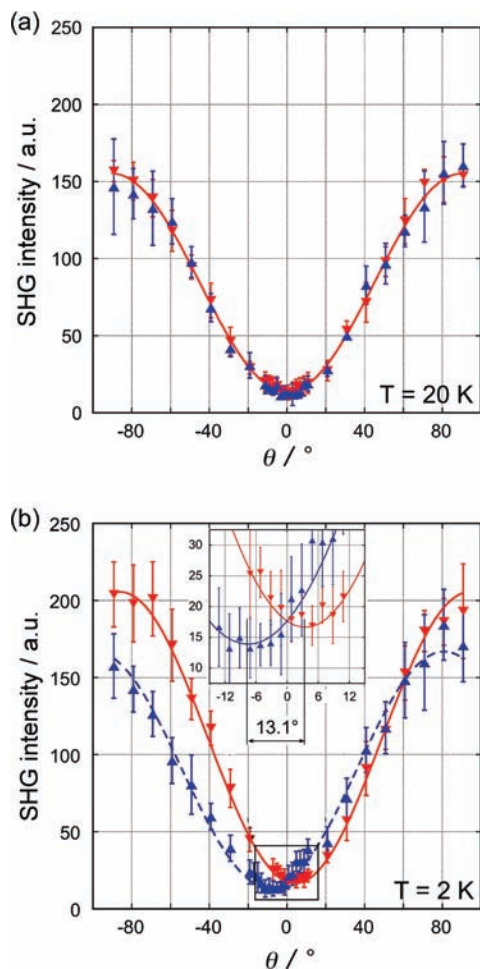 (a)
250
200
150
100
50
0
SHG intensity / a.u.
T = 20 K
-80 -40 0 40 80
θ / °
(b)
250
200
150
100
50
0
SHG intensity / a.u.
30
25
20
15
10
-12 -6 0 6 12
13.1°
T = 2 K
-80 -40 0 40 80
θ / °